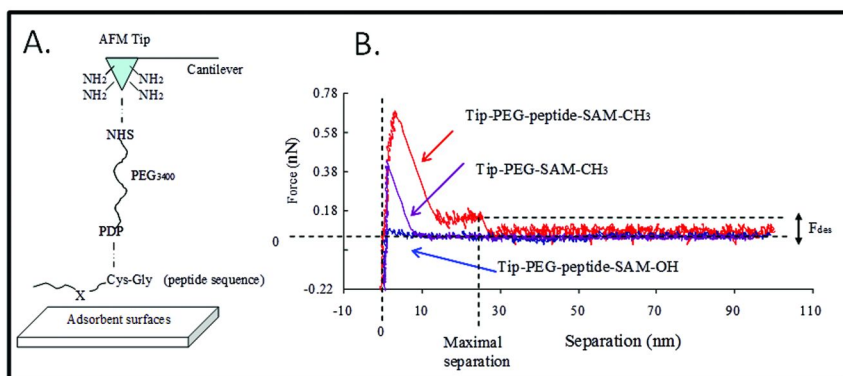 A.
AFM Tip
Cantilever
NH2 NH2
NH2 NH2
NHS
PEG3400
PDP
Cys-Gly (peptide sequence)
X
Adsorbent surfaces
B.
Force (nN)
0.78
0.58
0.38
0.18
0
-0.22
Tip-PEG-peptide-SAM-CH3
Tip-PEG-SAM-CH3
Tip-PEG-peptide-SAM-OH
Fdes
-10 0 10 30 50 70 90 110
Maximal
separation
Separation (nm)